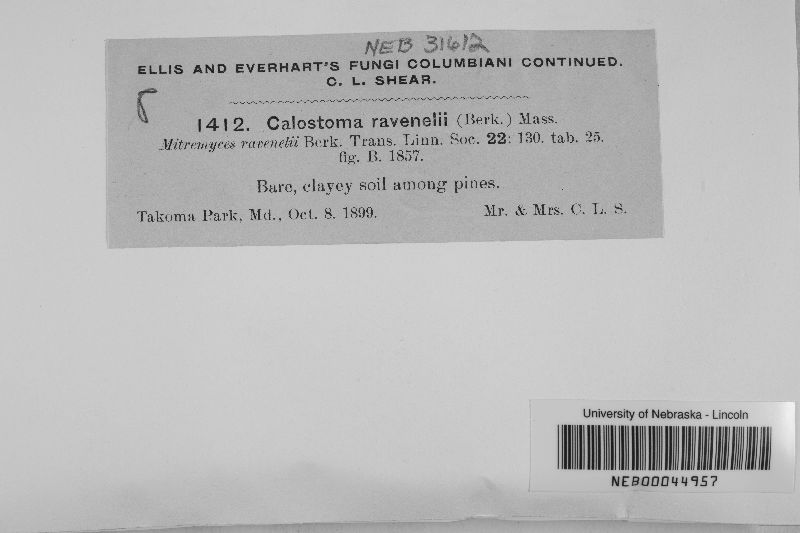 NEB 31612
ELLIS AND EVERHART'S FUNGI COLUMBIANI CONTINUED.
C. L. SHEAR.
1412. Calostoma ravenelii (Berk.) Mass.
Mitremyces ravenelii Berk. Trans. Linn. Soc. 22: 130. tab. 25.
fig. B. 1857.
Bare, clayey soil among pines.
Takoma Park, Md., Oct. 8. 1899. Mr. & Mrs. C. L. S.
University of Nebraska - Lincoln
NEB00044957